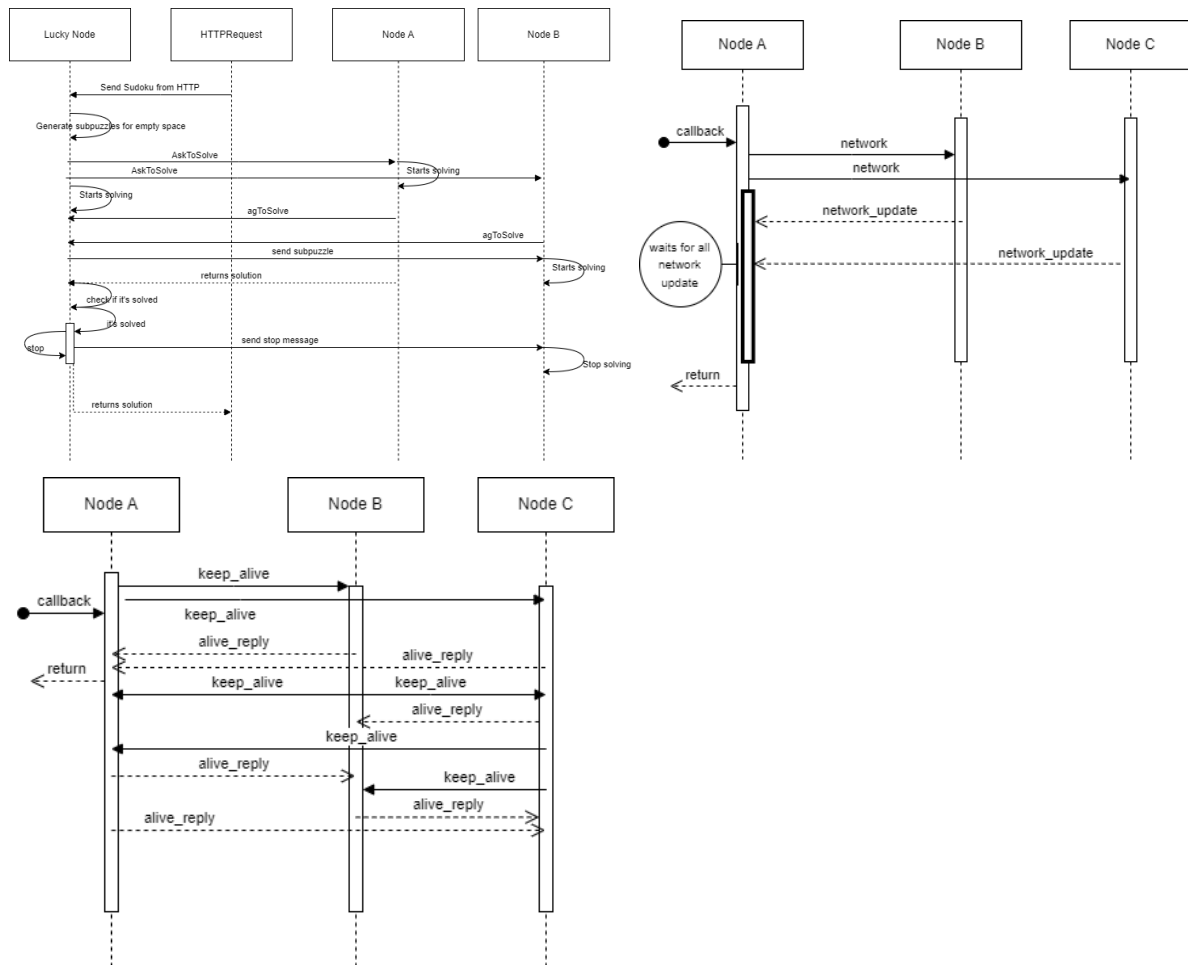 Lucky Node
HTTPRequest
Node A
Node B
Send Sudoku from HTTP
Generate subpuzzles for empty space
AskToSolve
AskToSolve
Starts solving
Starts solving
agToSolve
agToSolve
send subpuzzle
Starts solving
returns solution
check if it's solved
it's solved
stop
send stop message
Stop solving
returns solution
Node A
Node B
Node C
callback
network
network
network_update
waits for all
network
update
network_update
return
Node A
Node B
Node C
keep_alive
callback
keep_alive
alive_reply
alive_reply
return
keep_alive
keep_alive
alive_reply
keep_alive
alive_reply
keep_alive
alive_reply
alive_reply